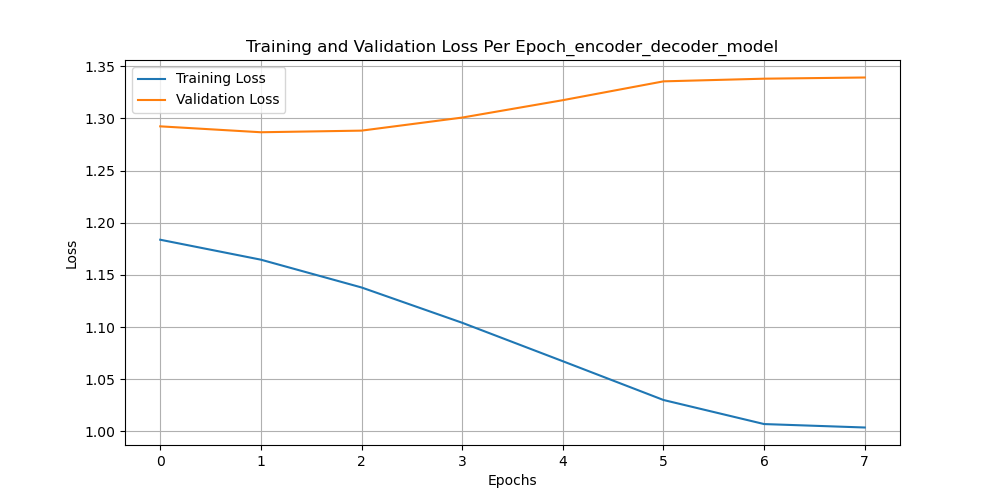 Training and Validation Loss Per Epoch_encoder_decoder_model
Training Loss
Validation Loss
Loss
1.35
1.30
1.25
1.20
1.15
1.10
1.05
1.00
0 1 2 3 4 5 6 7
Epochs